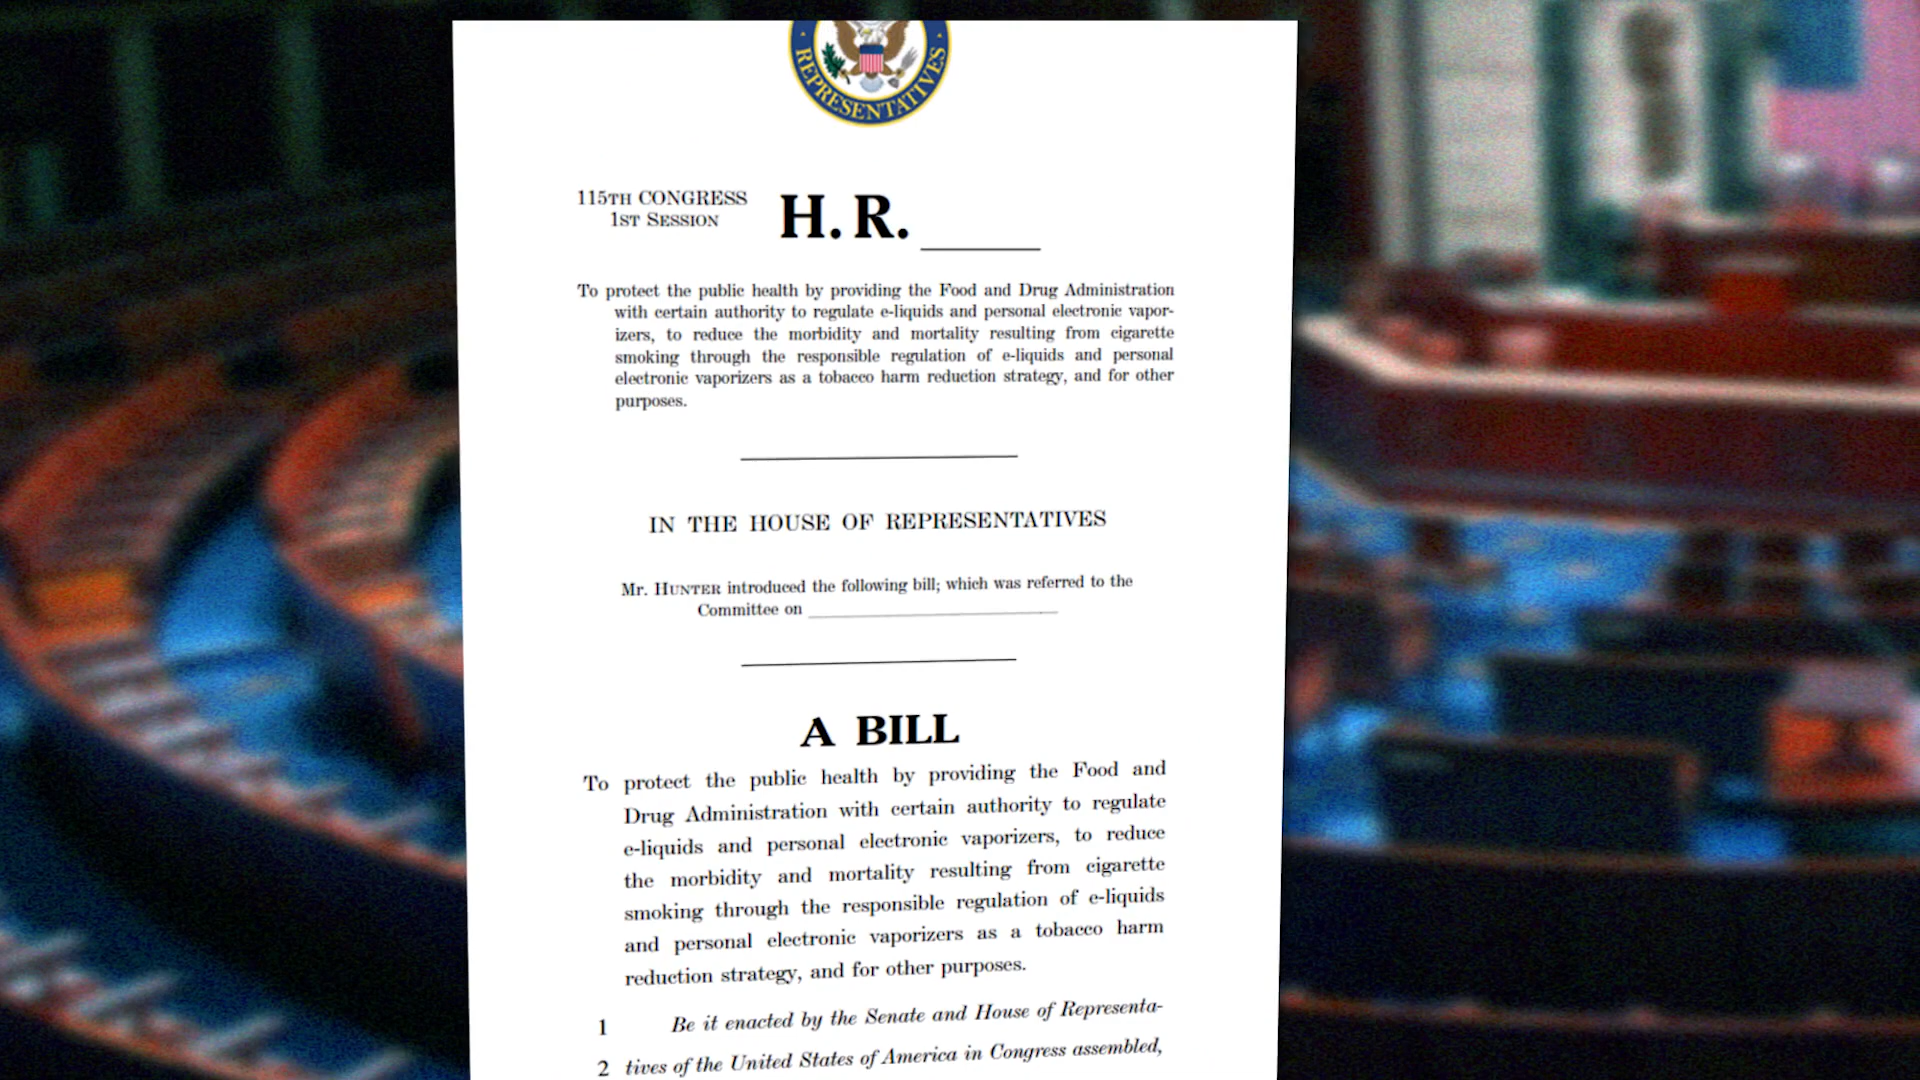 REPRESENTATIVES
115TH CONGRESS
1ST SESSION
H. R. ____________
To protect the public health by providing the Food and Drug Administration
with certain authority to regulate e-liquids and personal electronic vapor-
izers, to reduce the morbidity and mortality resulting from cigarette
smoking through the responsible regulation of e-liquids and personal
electronic vaporizers as a tobacco harm reduction strategy, and for other
purposes.
IN THE HOUSE OF REPRESENTATIVES
Mr. HUNTER introduced the following bill; which was referred to the
Committee on ____________________
A BILL
To protect the public health by providing the Food and
Drug Administration with certain authority to regulate
e-liquids and personal electronic vaporizers, to reduce
the morbidity and mortality resulting from cigarette
smoking through the responsible regulation of e-liquids
and personal electronic vaporizers as a tobacco harm
reduction strategy, and for other purposes.
1 Be it enacted by the Senate and House of Representa-
2 tives of the United States of America in Congress assembled,